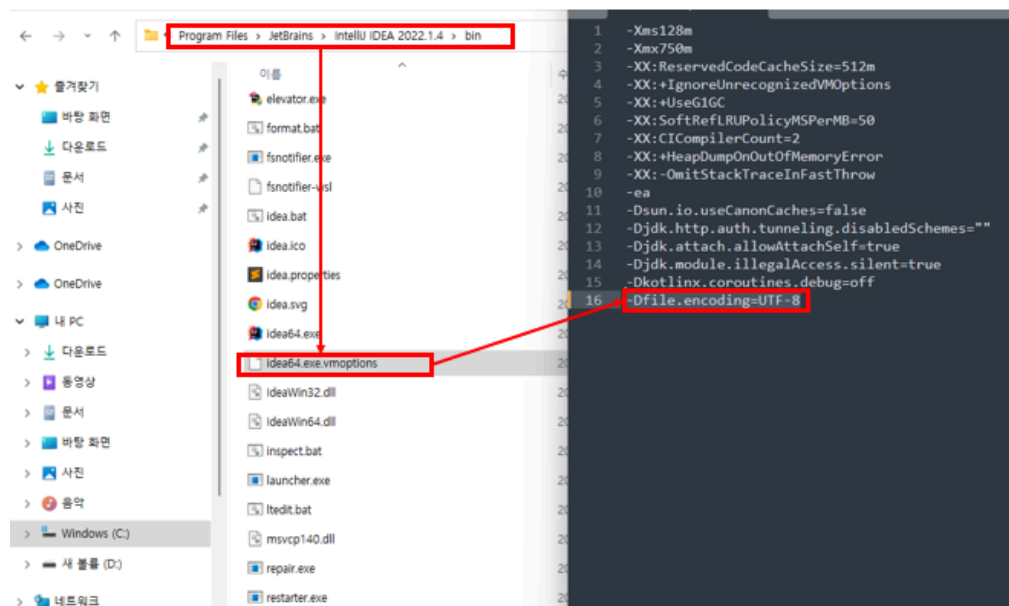 Program Files > JetBrains > IntelliJ IDEA 2022.1.4 > bin
즐겨찾기
바탕 화면
다운로드
문서
사진
OneDrive
OneDrive
내 PC
다운로드
동영상
문서
바탕 화면
사진
음악
Windows (C:)
새 볼륨 (D:)
네트워크
이름
수
elevator.exe
format.bat
fsnotifier.exe
fsnotifier-wsl
idea.bat
idea.ico
idea.properties
idea.svg
idea64.exe
idea64.exe.vmoptions
IdeaWin32.dll
IdeaWin64.dll
inspect.bat
launcher.exe
ltedit.bat
msvcp140.dll
repair.exe
restarter.exe
1 -Xms128m
2 -Xmx750m
3 -XX:ReservedCodeCacheSize=512m
4 -XX:+IgnoreUnrecognizedVMOptions
5 -XX:+UseG1GC
6 -XX:SoftRefLRUPolicyMSPerMB=50
7 -XX:CICompilerCount=2
8 -XX:+HeapDumpOnOutOfMemoryError
9 -XX:-OmitStackTraceInFastThrow
10 -ea
11 -Dsun.io.useCanonCaches=false
12 -Djdk.http.auth.tunneling.disabledSchemes=""
13 -Djdk.attach.allowAttachSelf=true
14 -Djdk.module.illegalAccess.silent=true
15 -Dkotlinx.coroutines.debug=off
16 -Dfile.encoding=UTF-8